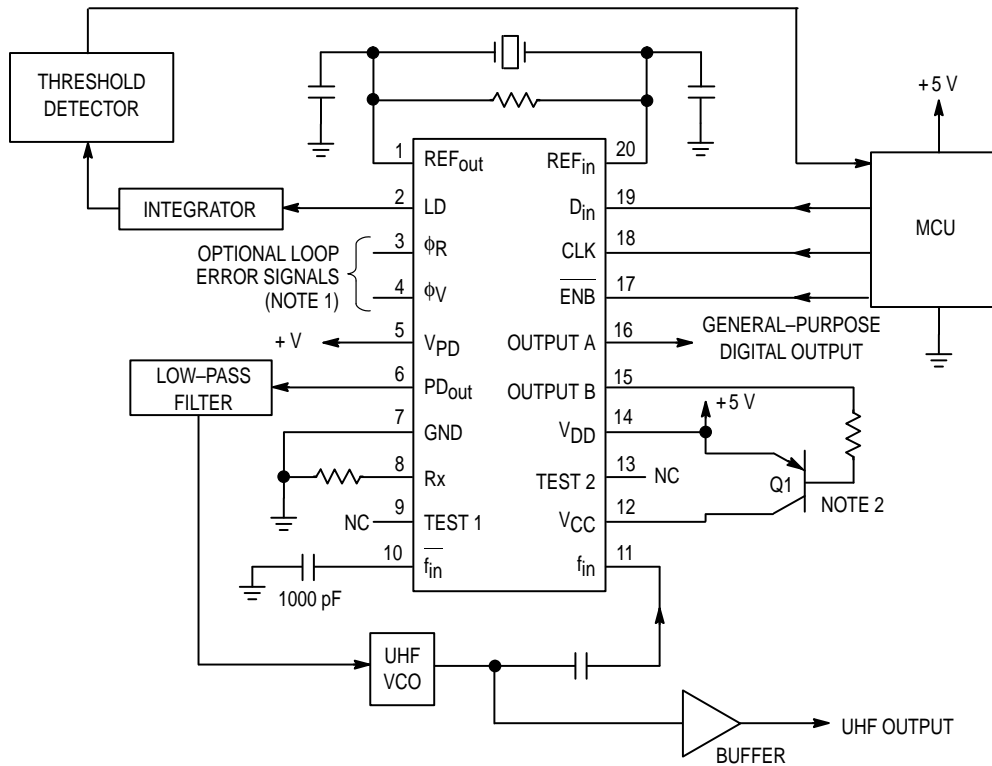 THRESHOLD
DETECTOR
+5 V
1
REFout
REFin
20
INTEGRATOR
2
LD
Din
19
MCU
OPTIONAL LOOP
ERROR SIGNALS
(NOTE 1)
3
ϕR
CLK
18
4
ϕV
ENB
17
+V
5
VPD
OUTPUT A
16
GENERAL–PURPOSE
DIGITAL OUTPUT
LOW–PASS
FILTER
6
PDout
OUTPUT B
15
+5 V
7
GND
VDD
14
8
Rx
TEST 2
13
NC
Q1
NOTE 2
NC
9
TEST 1
VCC
12
10
fin
fin
11
1000 pF
UHF
VCO
BUFFER
UHF OUTPUT